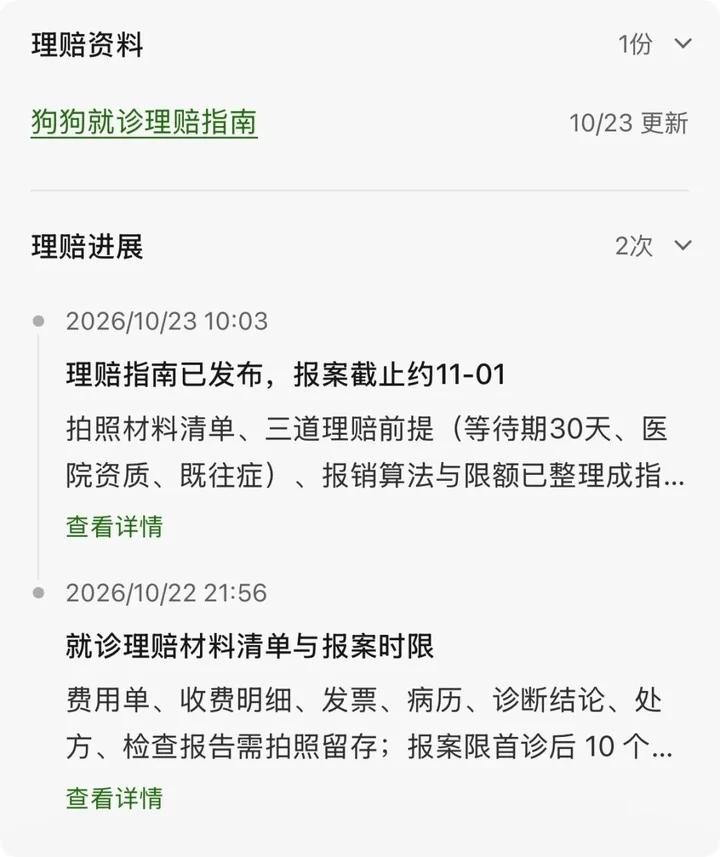 理赔资料
1份
狗狗就诊理赔指南
10/23 更新
理赔进展
2次
2026/10/23 10:03
理赔指南已发布，报案截止约11-01
拍照材料清单、三道理赔前提（等待期30天、医
院资质、既往症）、报销算法与限额已整理成指...
查看详情
2026/10/22 21:56
就诊理赔材料清单与报案时限
费用单、收费明细、发票、病历、诊断结论、处
方、检查报告需拍照留存；报案限首诊后 10 个...
查看详情